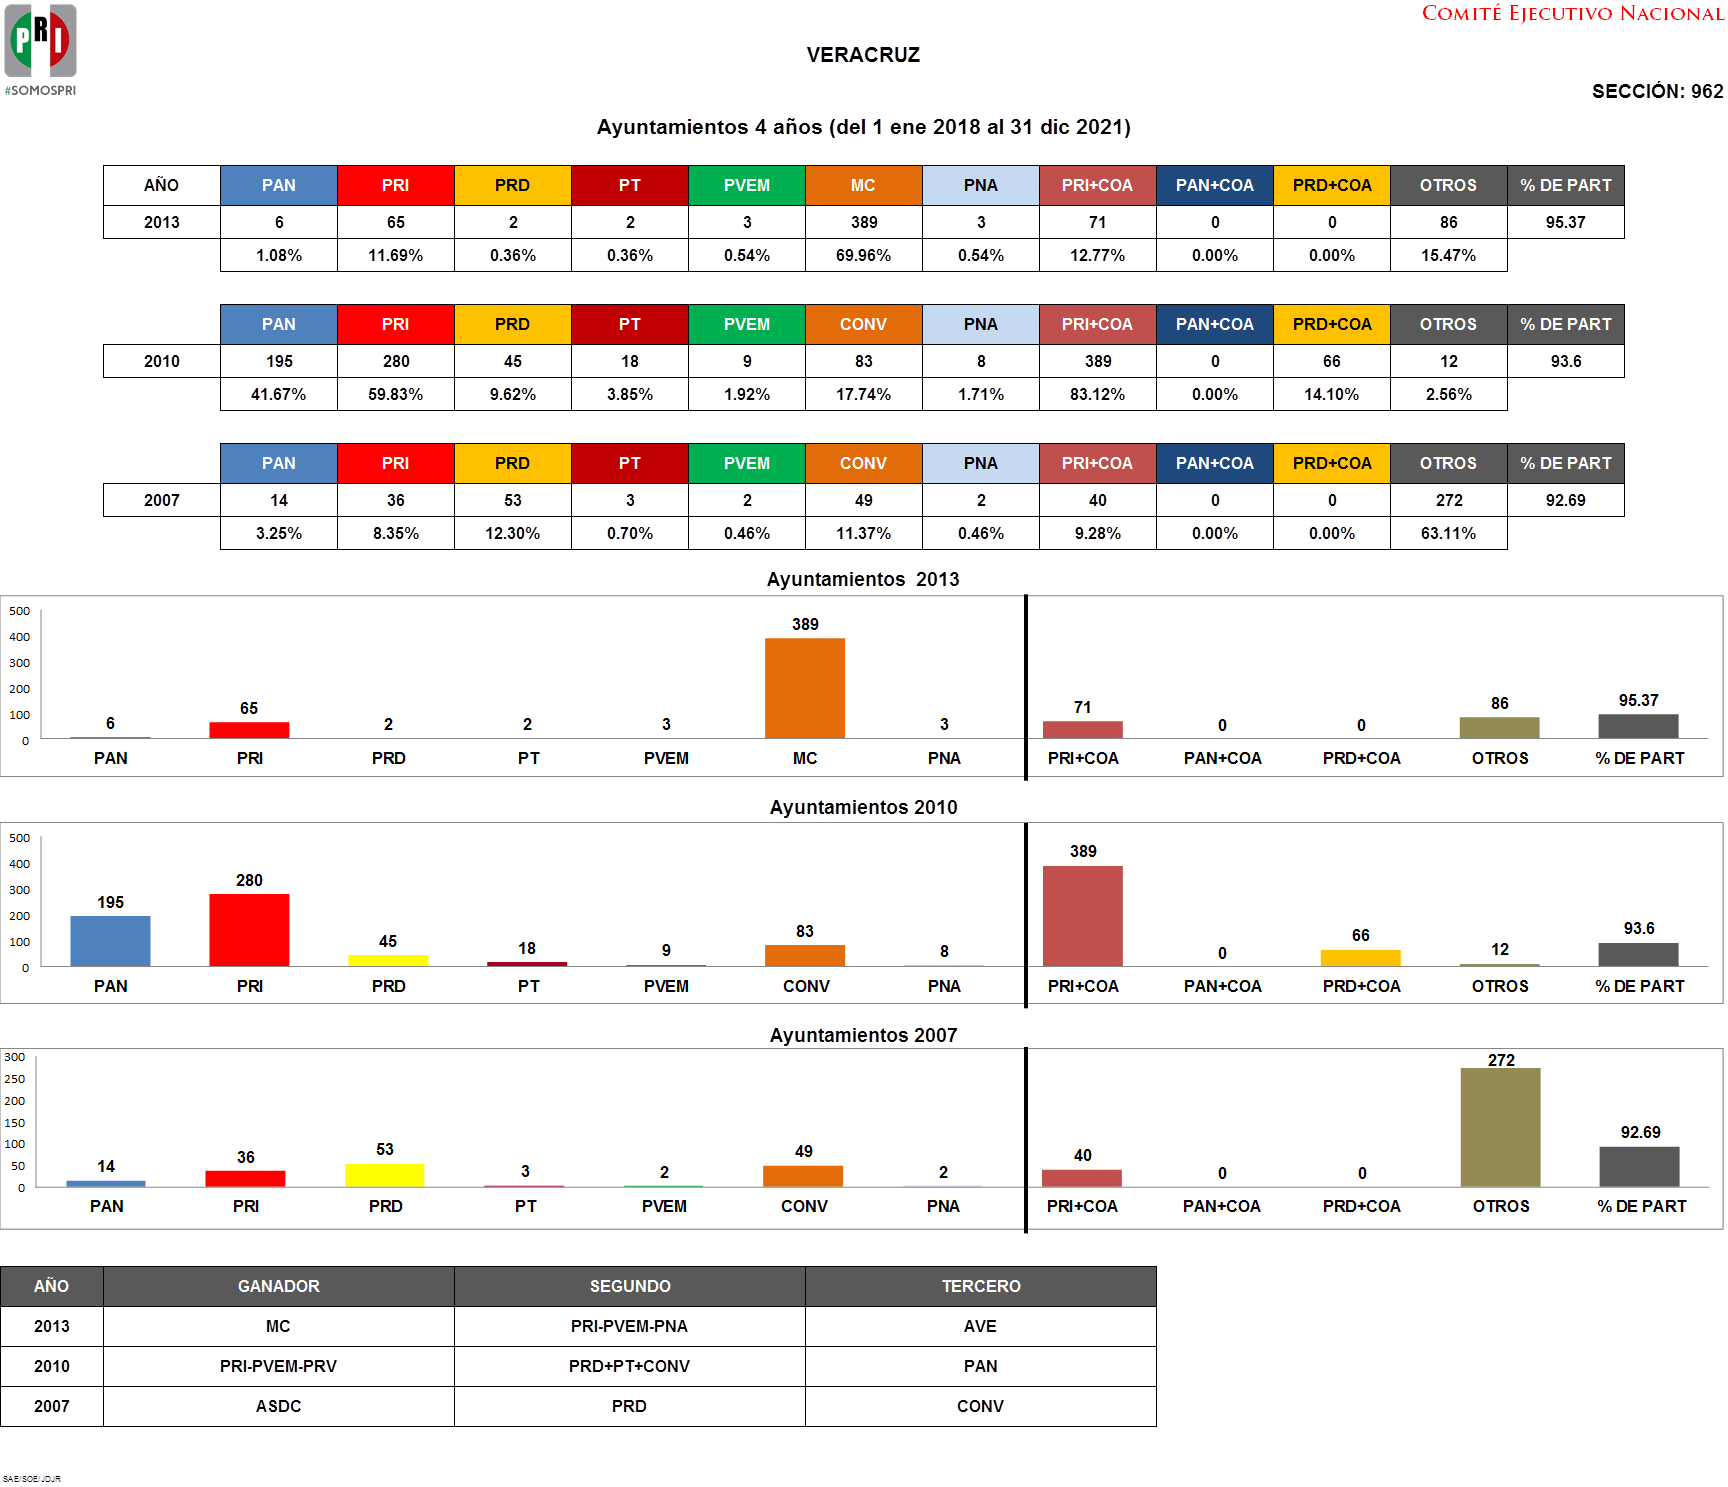 PRI
#SOMOSPRI
COMITÉ EJECUTIVO NACIONAL
VERACRUZ
SECCIÓN: 962
Ayuntamientos 4 años (del 1 ene 2018 al 31 dic 2021)
AÑO PAN PRI PRD PT PVEM MC PNA PRI+COA PAN+COA PRD+COA OTROS % DE PART
2013 6 65 2 2 3 389 3 71 0 0 86 95.37
1.08% 11.69% 0.36% 0.36% 0.54% 69.96% 0.54% 12.77% 0.00% 0.00% 15.47%
PAN PRI PRD PT PVEM CONV PNA PRI+COA PAN+COA PRD+COA OTROS % DE PART
2010 195 280 45 18 9 83 8 389 0 66 12 93.6
41.67% 59.83% 9.62% 3.85% 1.92% 17.74% 1.71% 83.12% 0.00% 14.10% 2.56%
PAN PRI PRD PT PVEM CONV PNA PRI+COA PAN+COA PRD+COA OTROS % DE PART
2007 14 36 53 3 2 49 2 40 0 0 272 92.69
3.25% 8.35% 12.30% 0.70% 0.46% 11.37% 0.46% 9.28% 0.00% 0.00% 63.11%
Ayuntamientos 2013
500
400
300
200
100
0
6 65 2 2 3 389 3 71 0 0 86 95.37
PAN PRI PRD PT PVEM MC PNA PRI+COA PAN+COA PRD+COA OTROS % DE PART
Ayuntamientos 2010
500
400
300
200
100
0
195 280 45 18 9 83 8 389 0 66 12 93.6
PAN PRI PRD PT PVEM CONV PNA PRI+COA PAN+COA PRD+COA OTROS % DE PART
Ayuntamientos 2007
300
250
200
150
100
50
0
14 36 53 3 2 49 2 40 0 0 272 92.69
PAN PRI PRD PT PVEM CONV PNA PRI+COA PAN+COA PRD+COA OTROS % DE PART
AÑO GANADOR SEGUNDO TERCERO
2013 MC PRI-PVEM-PNA AVE
2010 PRI-PVEM-PRV PRD+PT+CONV PAN
2007 ASDC PRD CONV
SAE/SOE/JDJR